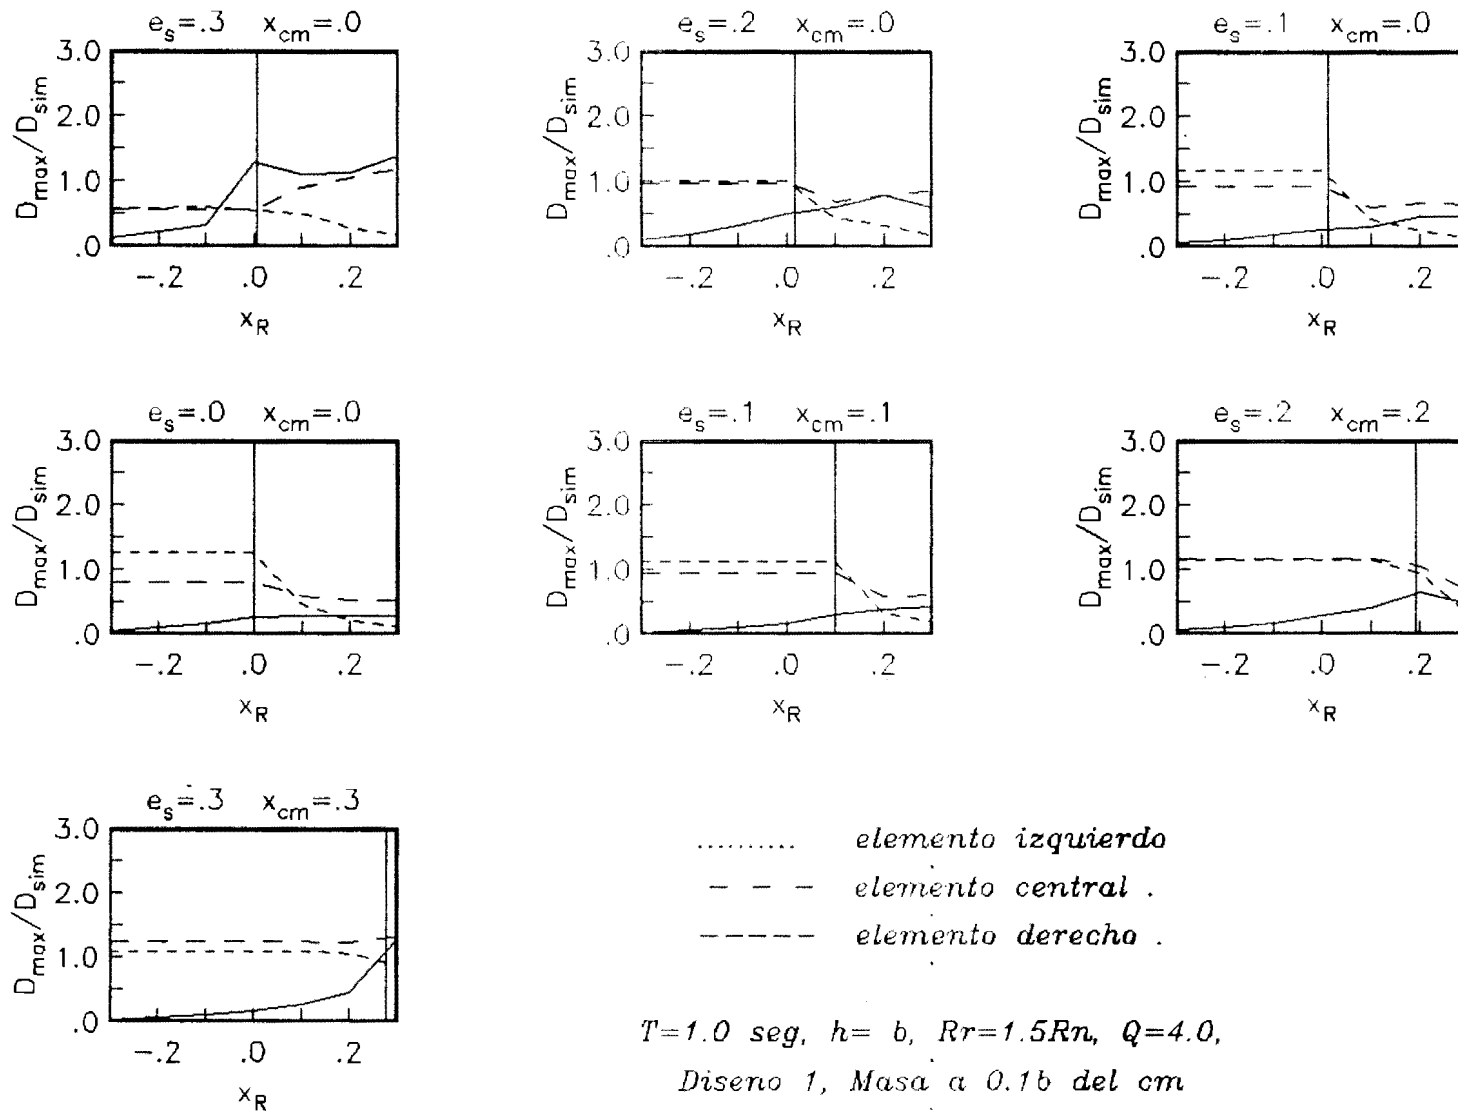 e_s=.3 x_cm=.0
D_max/D_sim
3.0
2.0
1.0
.0
-.2 .0 .2
x_R
e_s=.2 x_cm=.0
D_max/D_sim
3.0
2.0
1.0
.0
-.2 .0 .2
x_R
e_s=.1 x_cm=.0
D_max/D_sim
3.0
2.0
1.0
.0
-.2 .0 .2
x_R
e_s=.0 x_cm=.0
D_max/D_sim
3.0
2.0
1.0
.0
-.2 .0 .2
x_R
e_s=.1 x_cm=.1
D_max/D_sim
3.0
2.0
1.0
.0
-.2 .0 .2
x_R
e_s=.2 x_cm=.2
D_max/D_sim
3.0
2.0
1.0
.0
-.2 .0 .2
x_R
e_s=.3 x_cm=.3
D_max/D_sim
3.0
2.0
1.0
.0
-.2 .0 .2
x_R
elemento izquierdo
elemento central .
elemento derecho .
T=1.0 seg, h= b, Rr=1.5Rn, Q=4.0,
Diseno 1, Masa a 0.1b del cm